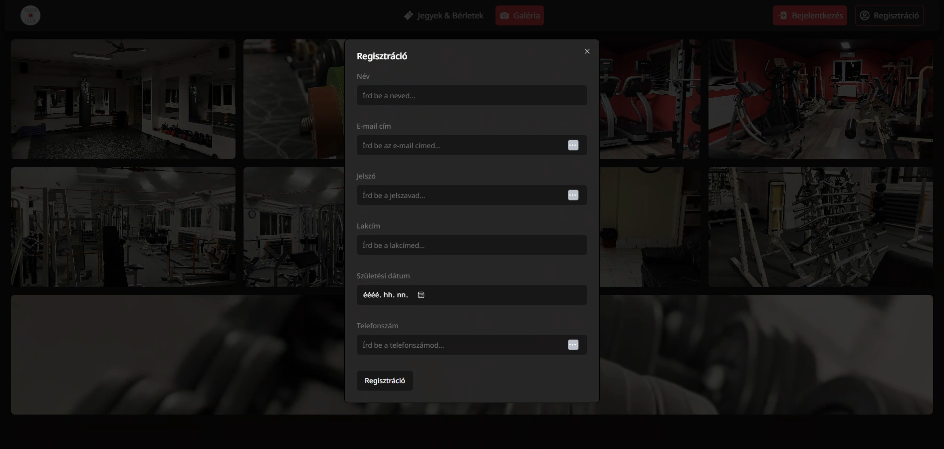 Jegyek & Bérletek
Galéria
Bejelentkezés
Regisztráció
Regisztráció
Név
Írd be a neved...
E-mail cím
Írd be az e-mail címed...
Jelszó
Írd be a jelszavad...
Lakcím
Írd be a lakcímed...
Születési dátum
éééé. hh. nn.
Telefonszám
Írd be a telefonszámod...
Regisztráció